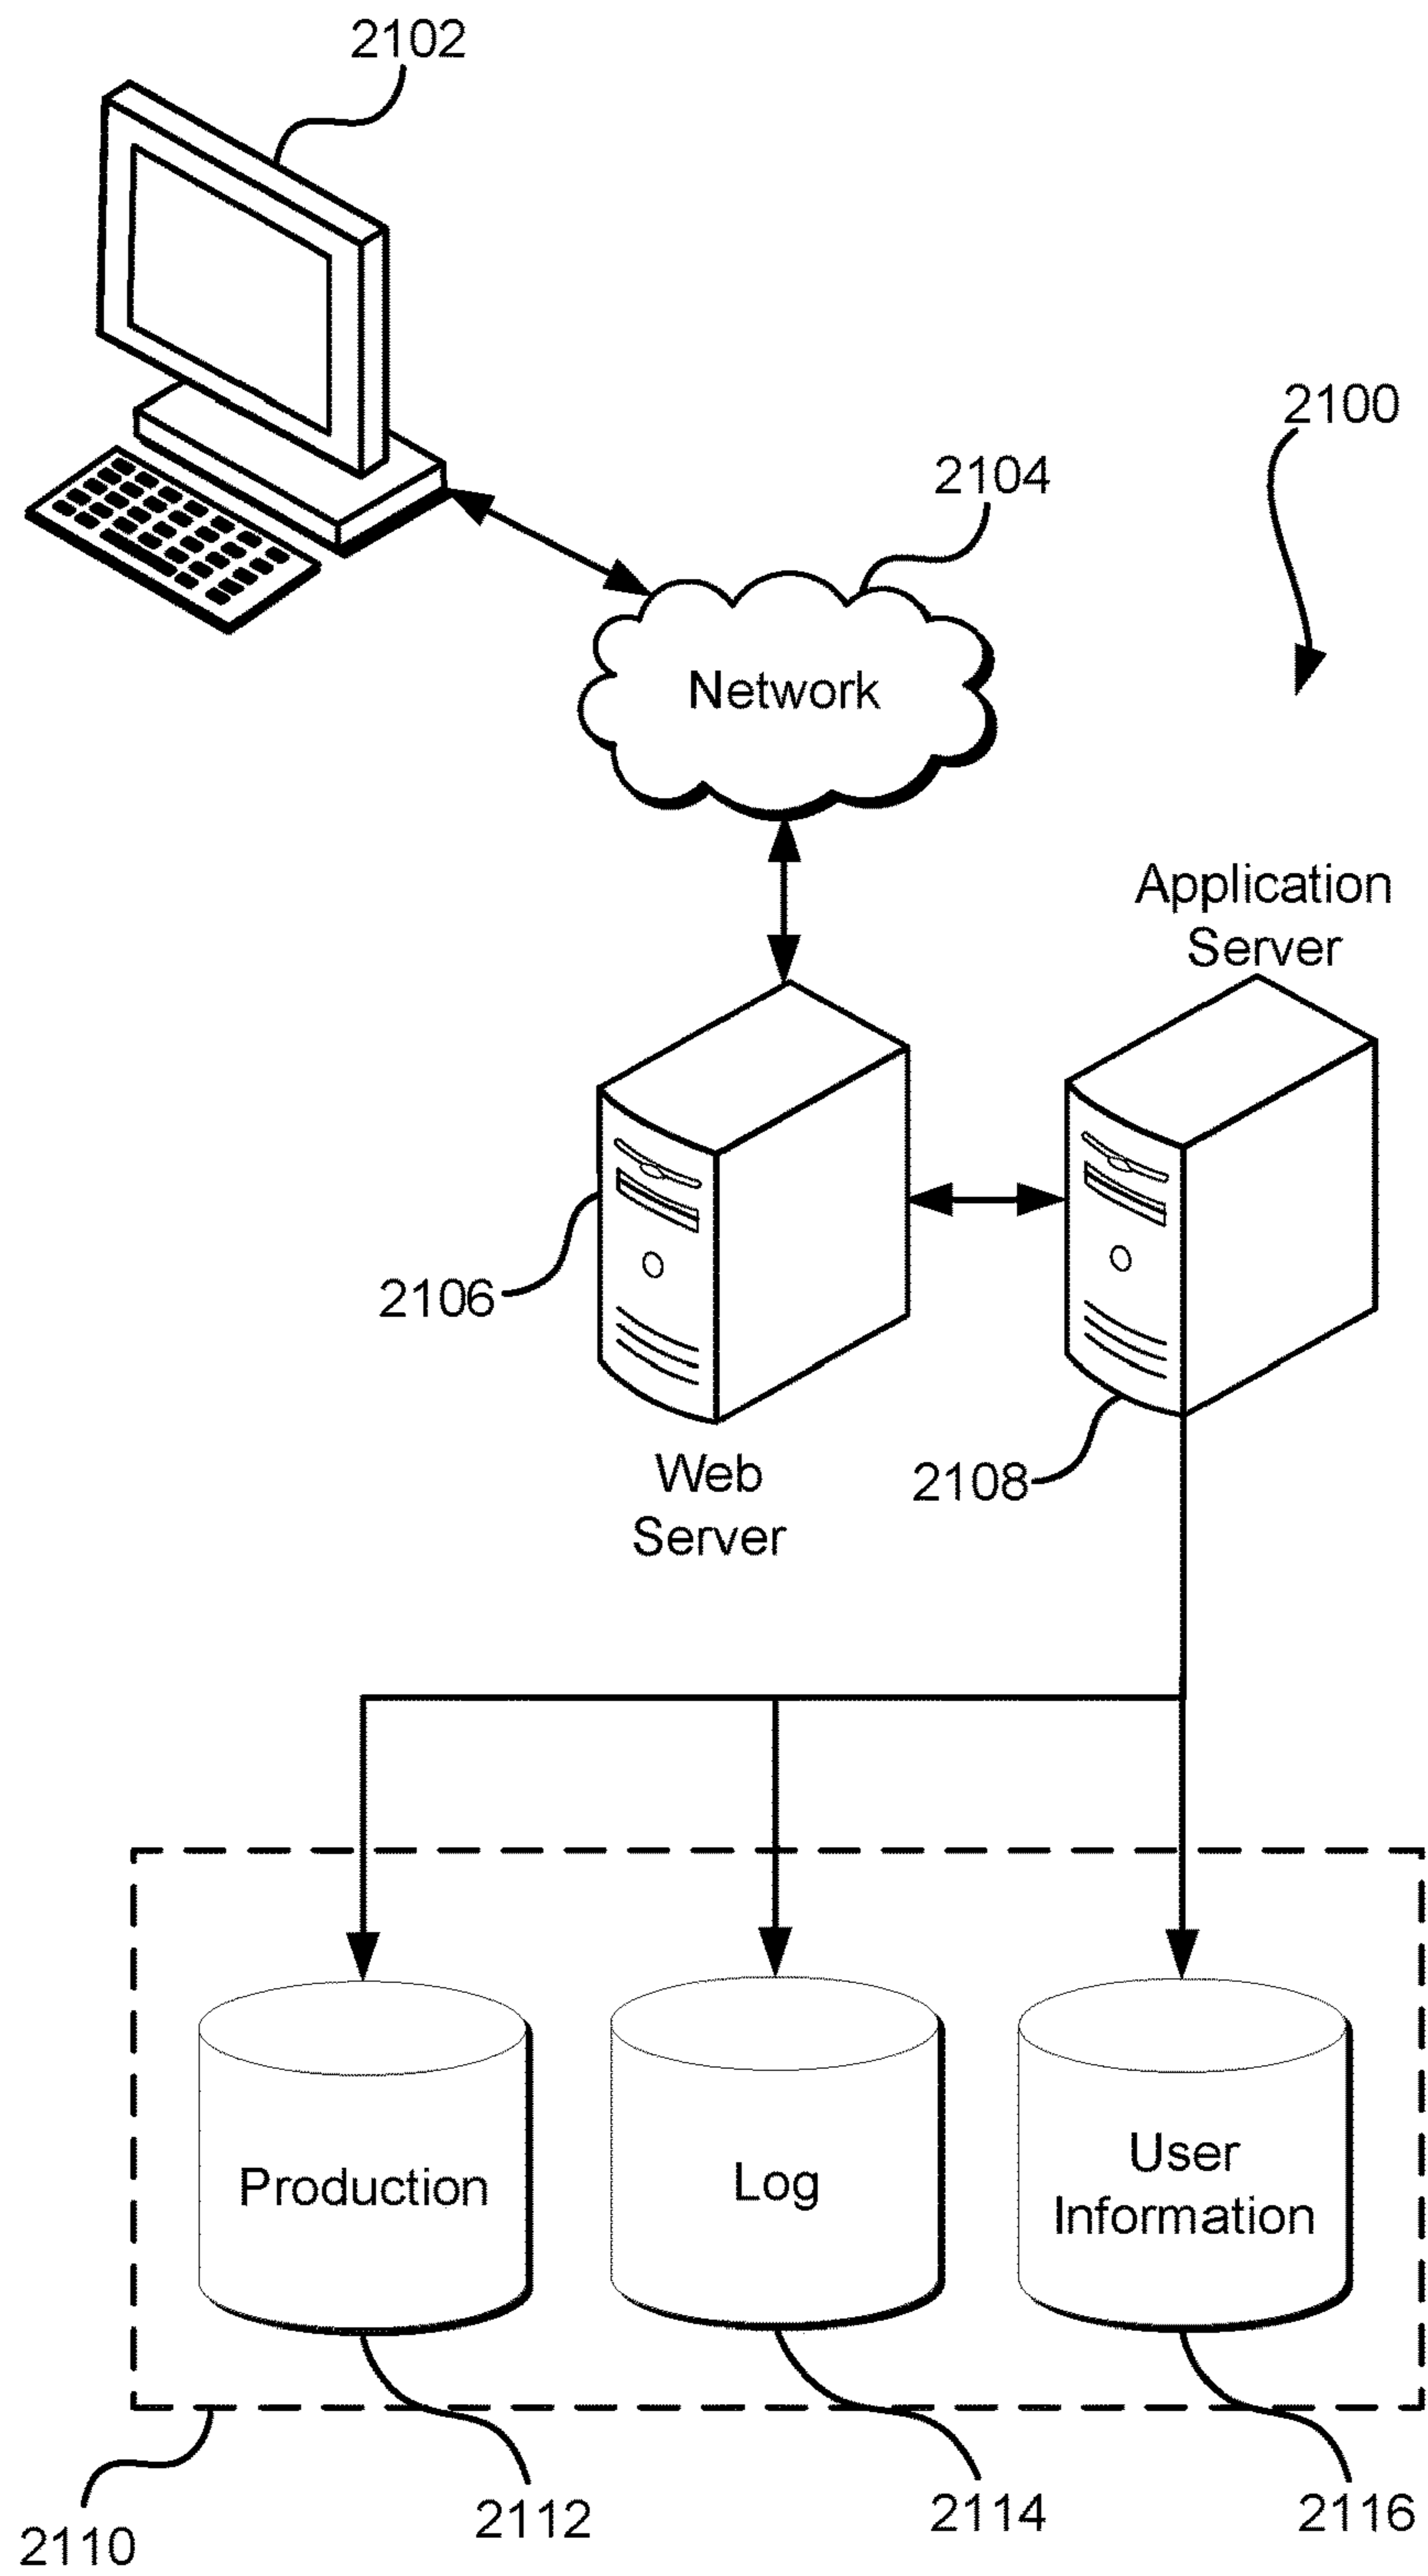 2102
2100
2104
Network
Application
Server
2106
Web
Server
2108
Production
Log
User
Information
2110
2112
2114
2116